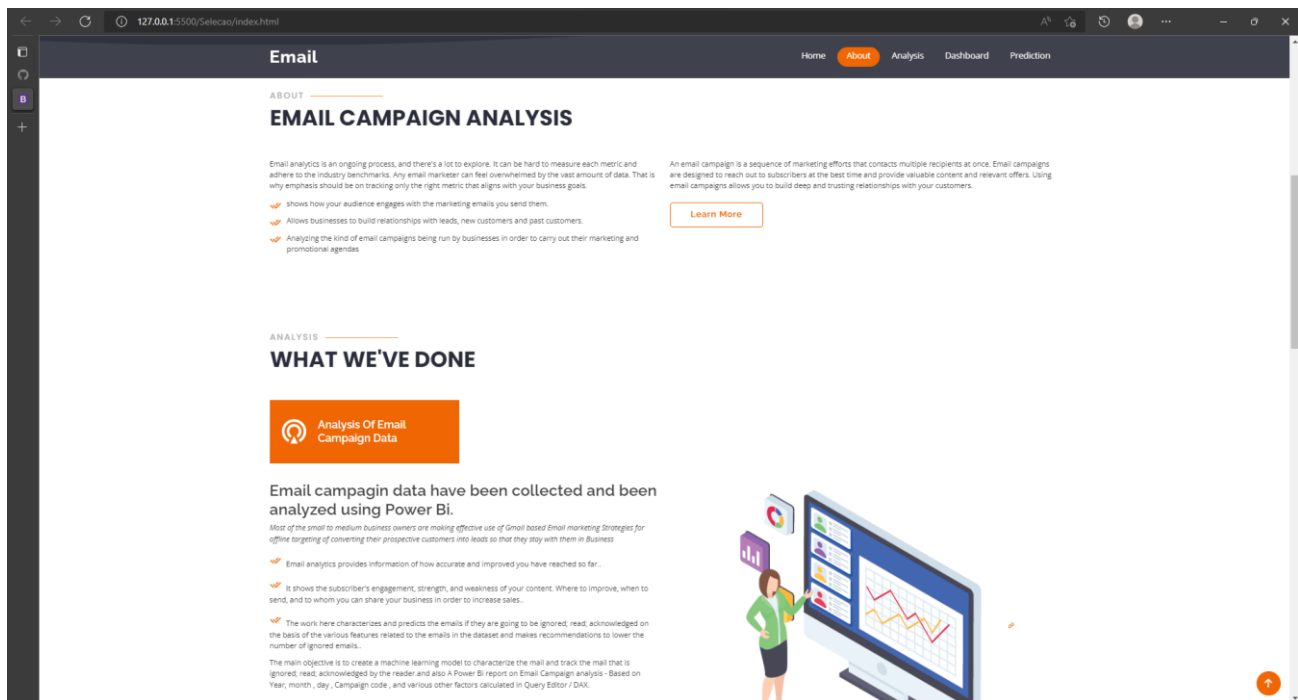 127.0.0.1:5500/Selecao/index.html
B
Email
Home About Analysis Dashboard Prediction
ABOUT
EMAIL CAMPAIGN ANALYSIS
Email analytics is an ongoing process, and there's a lot to explore. It can be hard to measure each metric and
adhere to the industry benchmarks. Any email marketer can feel overwhelmed by the vast amount of data. That is
why emphasis should be on tracking only the right metric that aligns with your business goals.
shows how your audience engages with the marketing emails you send them.
Allows businesses to build relationships with leads, new customers and past customers.
Analyzing the kind of email campaigns being run by businesses in order to carry out their marketing and
promotional agendas
An email campaign is a sequence of marketing efforts that contacts multiple recipients at once. Email campaigns
are designed to reach out to subscribers at the best time and provide valuable content and relevant offers. Using
email campaigns allows you to build deep and trusting relationships with your customers.
Learn More
ANALYSIS
WHAT WE'VE DONE
Analysis Of Email
Campaign Data
Email campagin data have been collected and been
analyzed using Power Bi.
Most of the small to medium business owners are making effective use of Gmail based Email marketing Strategies for
offline targeting of converting their prospective customers into leads so that they stay with them in Business
Email analytics provides information of how accurate and improved you have reached so far..
It shows the subscriber's engagement, strength, and weakness of your content. Where to improve, when to
send, and to whom you can share your business in order to increase sales..
The work here characterizes and predicts the emails if they are going to be ignored; read; acknowledged on
the basis of the various features related to the emails in the dataset and makes recommendations to lower the
number of ignored emails..
The main objective is to create a machine learning model to characterize the mail and track the mail that is
ignored; read; acknowledged by the reader.and also A Power Bi report on Email Campaign analysis - Based on
Year, month , day , Campaign code , and various other factors calculated in Query Editor / DAX.